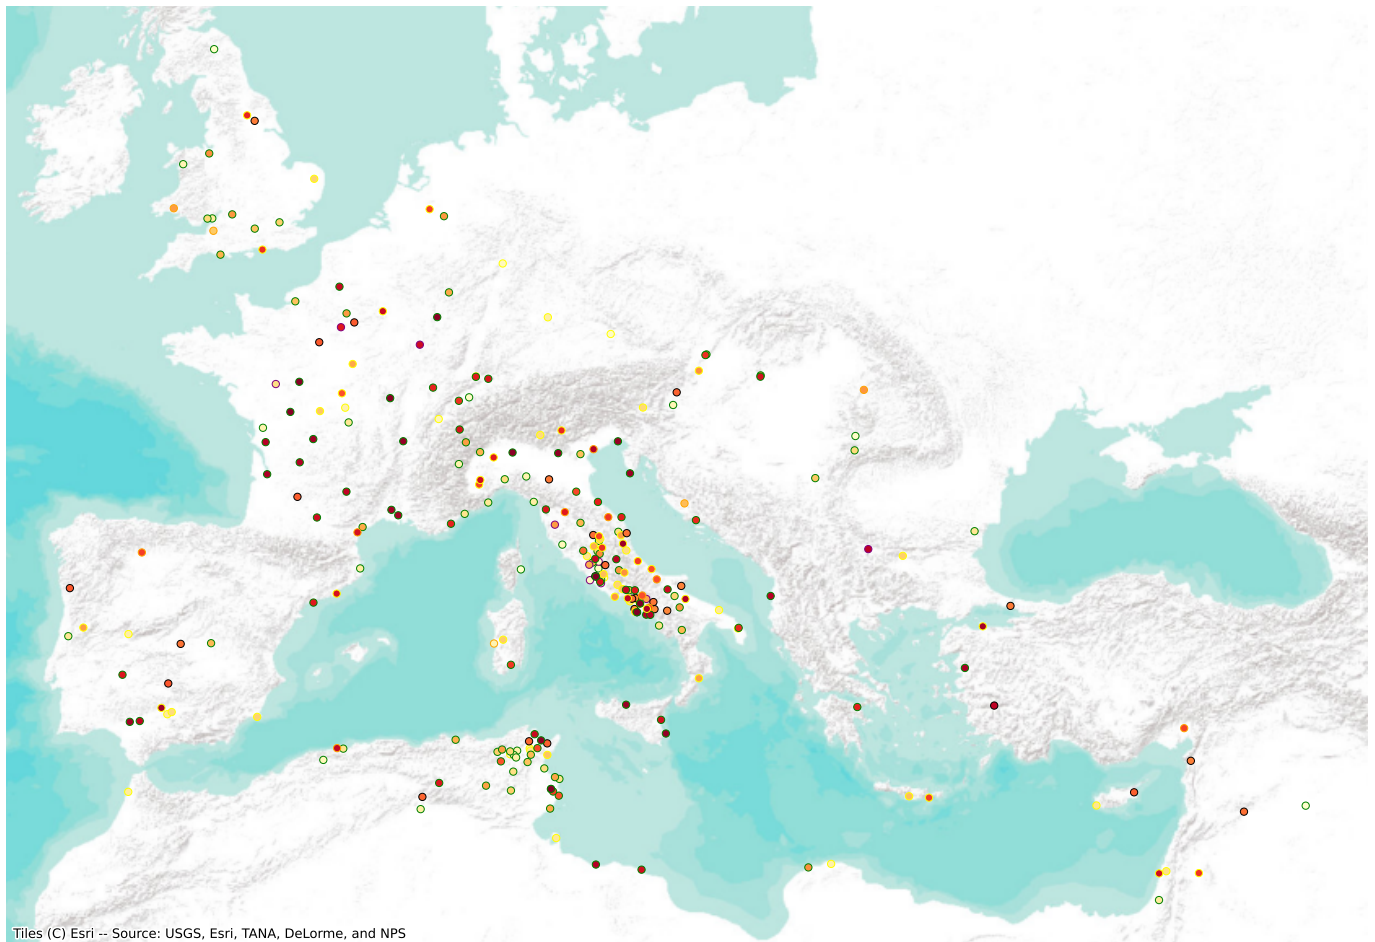 Tiles (C) Esri -- Source: USGS, Esri, TANA, DeLorme, and NPS